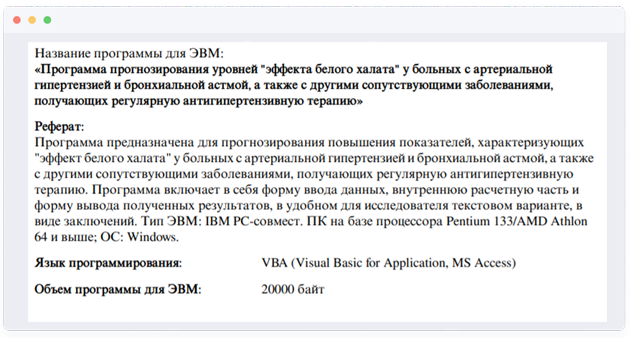 Название программы для ЭВМ:
«Программа прогнозирования уровней "эффекта белого халата" у больных с артериальной
гипертензией и бронхиальной астмой, а также с другими сопутствующими заболеваниями,
получающих регулярную антигипертензивную терапию»
Реферат:
Программа предназначена для прогнозирования повышения показателей, характеризующих
"эффект белого халата" у больных с артериальной гипертензией и бронхиальной астмой, а также
с другими сопутствующими заболеваниями, получающих регулярную антигипертензивную
терапию. Программа включает в себя форму ввода данных, внутреннюю расчетную часть и
форму вывода полученных результатов, в удобном для исследователя текстовом варианте, в
виде заключений. Тип ЭВМ: IBM PC-совмест. ПК на базе процессора Pentium 133/AMD Athlon
64 и выше; ОС: Windows.
Язык программирования: VBA (Visual Basic for Application, MS Access)
Объем программы для ЭВМ: 20000 байт